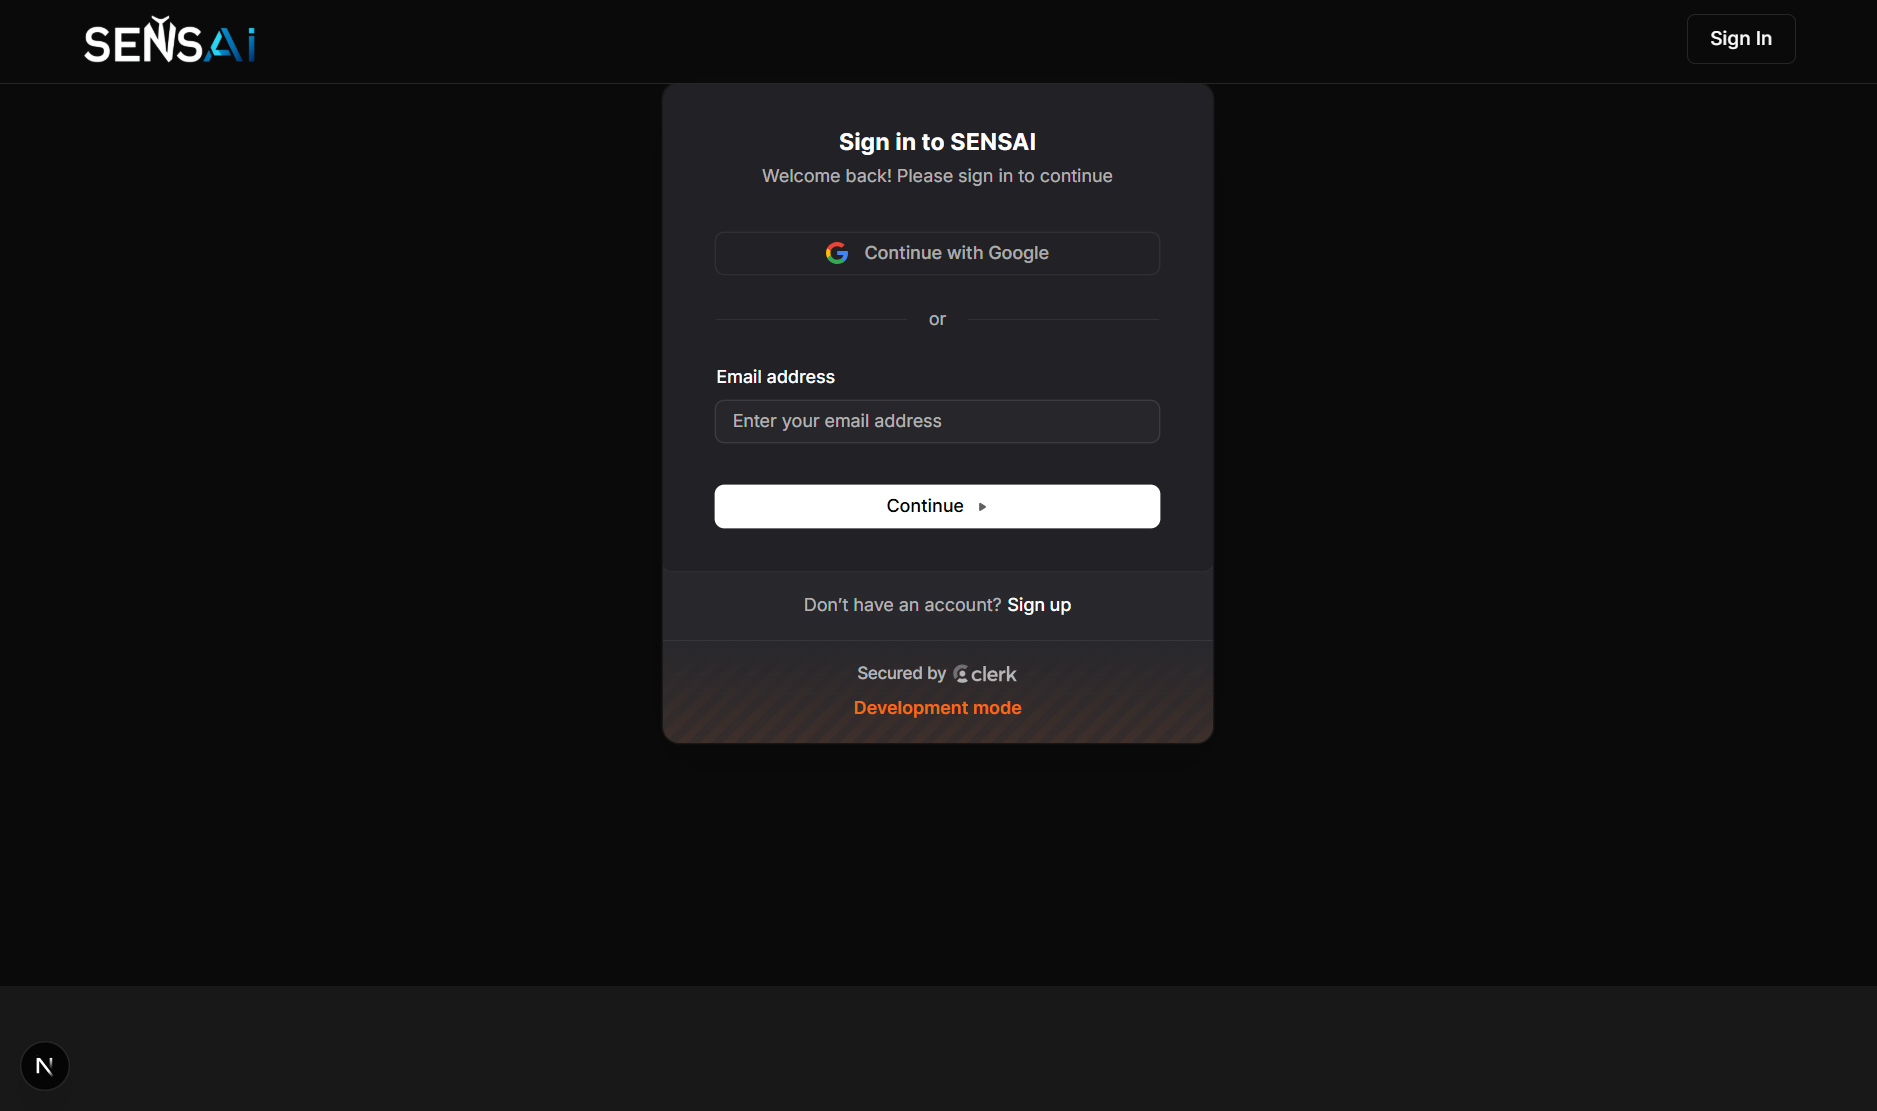 SENSAi
Sign In
Sign in to SENSAI
Welcome back! Please sign in to continue
Continue with Google
or
Email address
Enter your email address
Continue
Don’t have an account? Sign up
Secured by clerk
Development mode
N